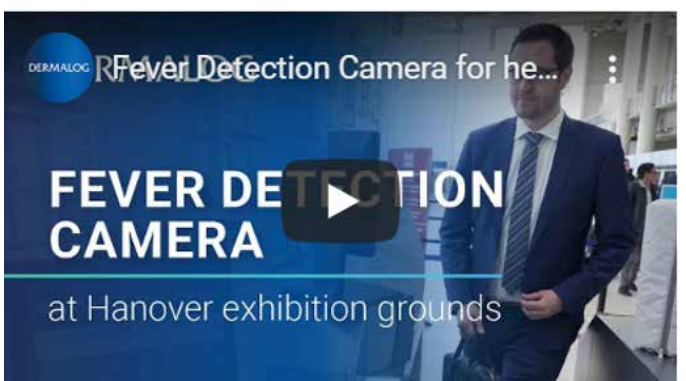 DERMALOG
Fever Detection Camera for he...
FEVER DETECTION
CAMERA
at Hanover exhibition grounds